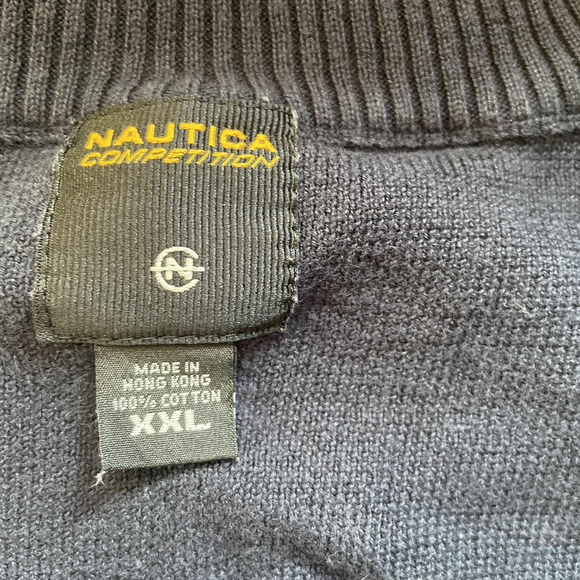 NAUTICA
COMPETITION
N
MADE IN
HONG KONG
100% COTTON
XXL